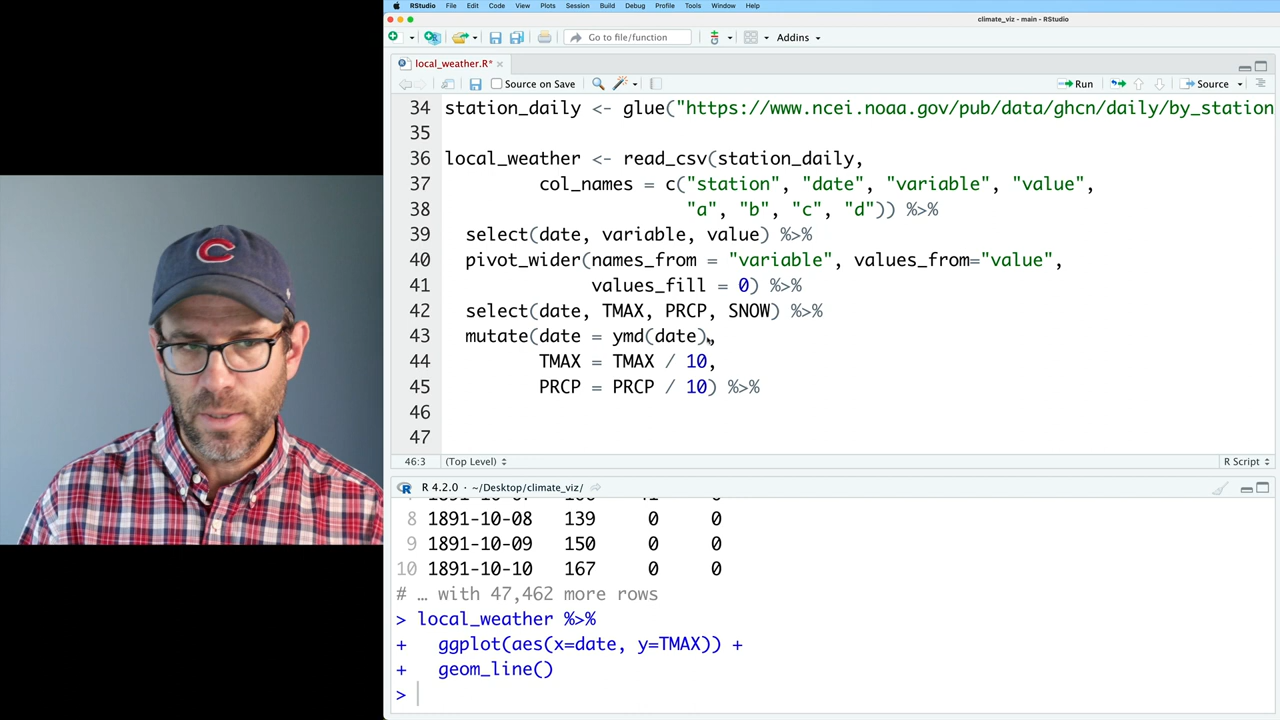 RStudio File Edit Code View Plots Session Build Debug Profile Tools Window Help
climate_viz - main - RStudio
Go to file/function Addins
local_weather.R*
Source on Save Run Source
34 station_daily <- glue("https://www.ncei.noaa.gov/pub/data/ghcn/daily/by_station
35
36 local_weather <- read_csv(station_daily,
37 col_names = c("station", "date", "variable", "value",
38 "a", "b", "c", "d")) %>%
39 select(date, variable, value) %>%
40 pivot_wider(names_from = "variable", values_from="value",
41 values_fill = 0) %>%
42 select(date, TMAX, PRCP, SNOW) %>%
43 mutate(date = ymd(date),
44 TMAX = TMAX / 10,
45 PRCP = PRCP / 10) %>%
46
47
46:3 (Top Level) R Script
R 4.2.0 · ~/Desktop/climate_viz/
8 1891-10-08 139 0 0
9 1891-10-09 150 0 0
10 1891-10-10 167 0 0
# … with 47,462 more rows
> local_weather %>%
+ ggplot(aes(x=date, y=TMAX)) +
+ geom_line()
>
C